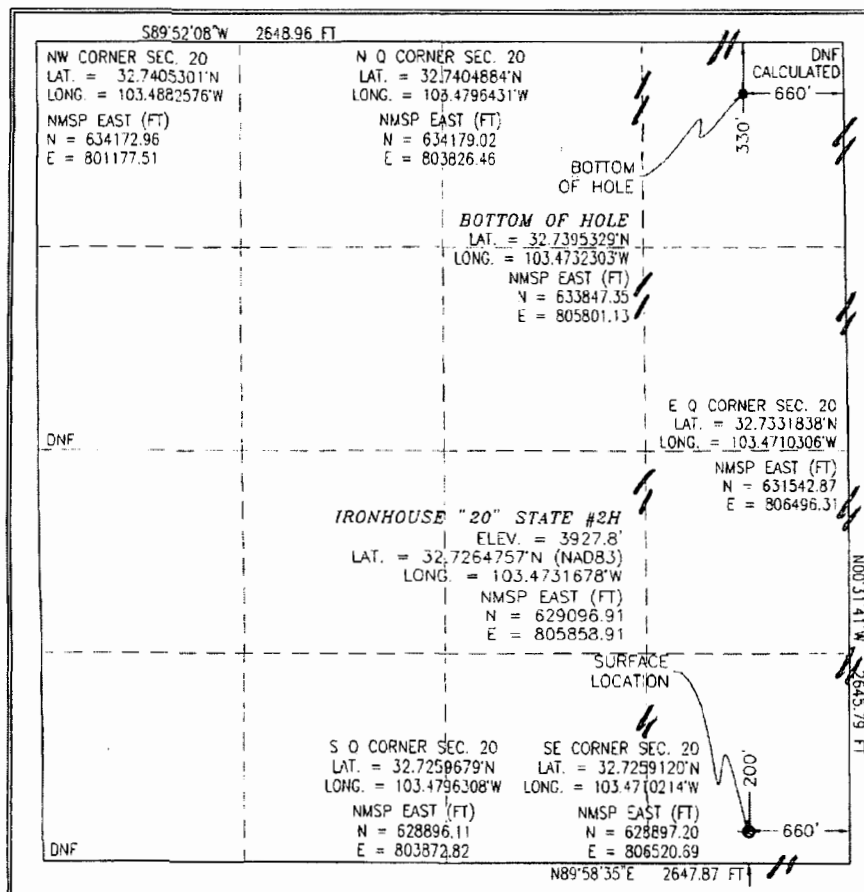 S89°52'08"W 2648.96 FT
NW CORNER SEC. 20
LAT. = 32.7405301°N
LONG. = 103.4882576°W
NMSP EAST (FT)
N = 634172.96
E = 801177.51
N Q CORNER SEC. 20
LAT. = 32.7404884°N
LONG. = 103.4796431°W
NMSP EAST (FT)
N = 634179.02
E = 803826.46
DNF
CALCULATED
660'
330'
BOTTOM
OF HOLE
BOTTOM OF HOLE
LAT. = 32.7395329°N
LONG. = 103.4732303°W
NMSP EAST (FT)
N = 633847.35
E = 805801.13
E Q CORNER SEC. 20
LAT. = 32.7331838°N
LONG. = 103.4710306°W
NMSP EAST (FT)
N = 631542.87
E = 806496.31
DNF
IRONHOUSE "20" STATE #2H
ELEV. = 3927.8'
LAT. = 32.7264757°N (NAD83)
LONG. = 103.4731678°W
NMSP EAST (FT)
N = 629096.91
E = 805858.91
N00°31'41"W 2645.79 FT
SURFACE
LOCATION
S Q CORNER SEC. 20
LAT. = 32.7259679°N
LONG. = 103.4796308°W
NMSP EAST (FT)
N = 628896.11
E = 803872.82
SE CORNER SEC. 20
LAT. = 32.7259120°N
LONG. = 103.4710214°W
NMSP EAST (FT)
N = 628897.20
E = 806520.69
200'
660'
DNF
N89°58'35"E 2647.87 FT